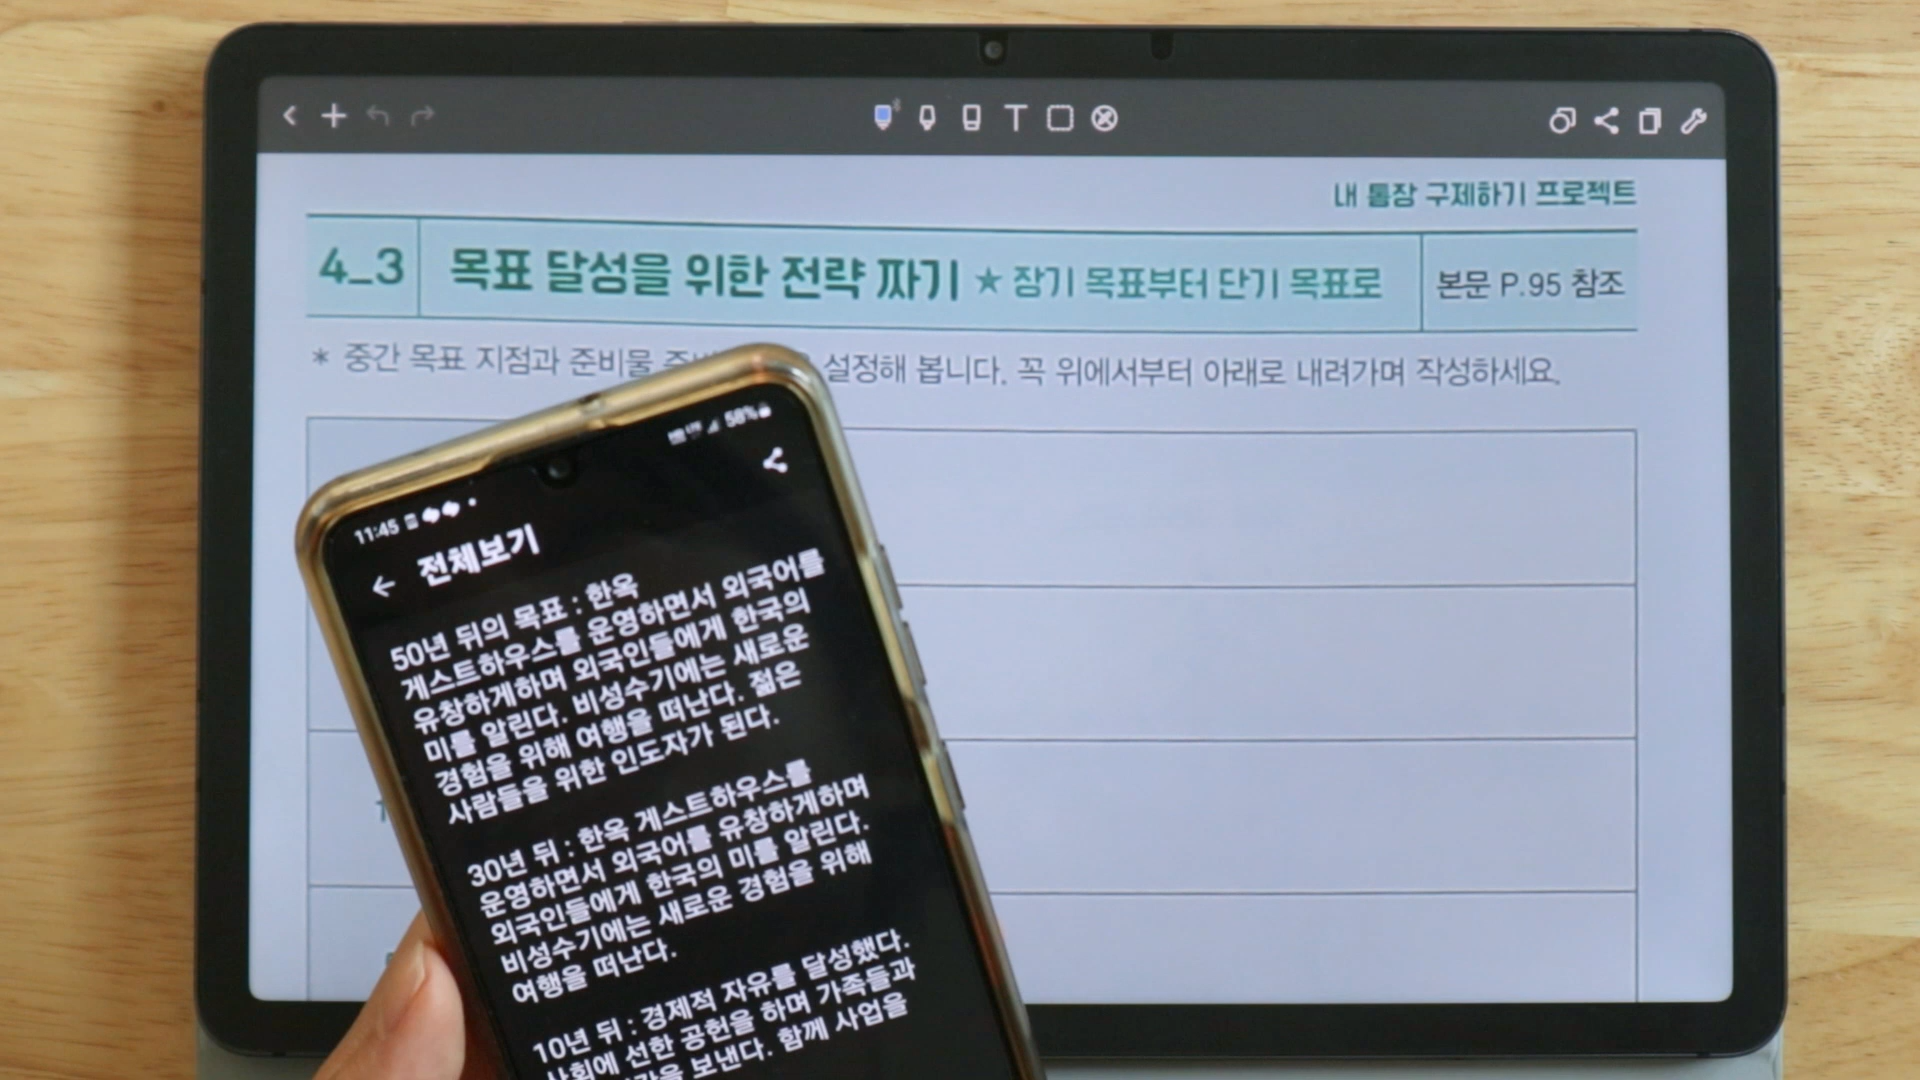 내 통장 구제하기 프로젝트
4_3 목표 달성을 위한 전략 짜기 ★ 장기 목표부터 단기 목표로 본문 P.95 참조
* 중간 목표 지점과 준비물 설정해 봅니다. 꼭 위에서부터 아래로 내려가며 작성하세요.
T
11:45 58%
전체보기
50년 뒤의 목표 : 한옥
게스트하우스를 운영하면서 외국어를
유창하게하며 외국인들에게 한국의
미를 알린다. 비성수기에는 새로운
경험을 위해 여행을 떠난다. 젊은
사람들을 위한 인도자가 된다.
30년 뒤 : 한옥 게스트하우스를
운영하면서 외국어를 유창하게하며
외국인들에게 한국의 미를 알린다.
비성수기에는 새로운 경험을 위해
여행을 떠난다.
10년 뒤 : 경제적 자유를 달성했다.
사회에 선한 공헌을 하며 가족들과
보낸다. 함께 사업을